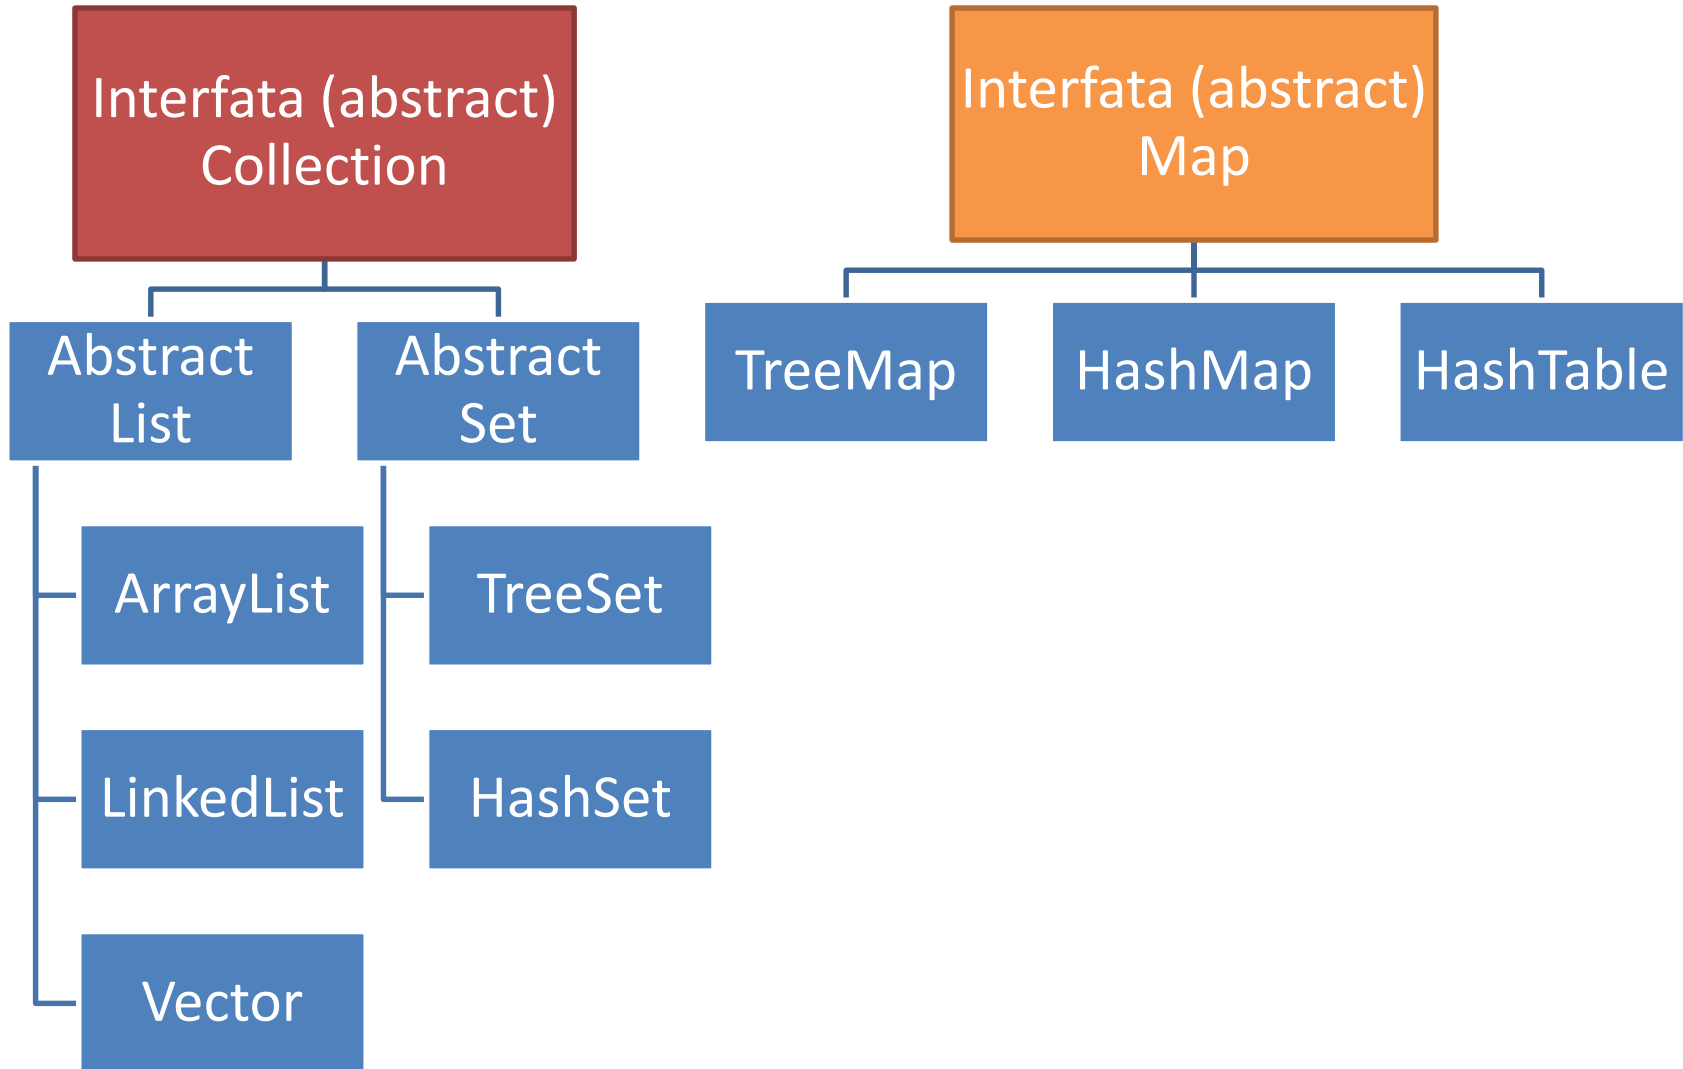 Interfata (abstract)
Collection
Abstract
List
ArrayList
LinkedList
Vector
Abstract
Set
TreeSet
HashSet
Interfata (abstract)
Map
TreeMap
HashMap
HashTable